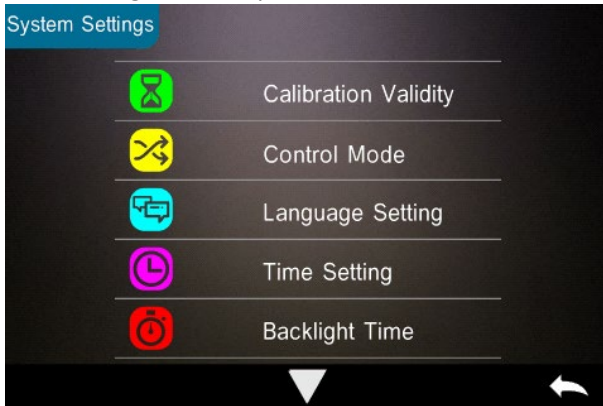 System Settings
Calibration Validity
Control Mode
Language Setting
Time Setting
Backlight Time